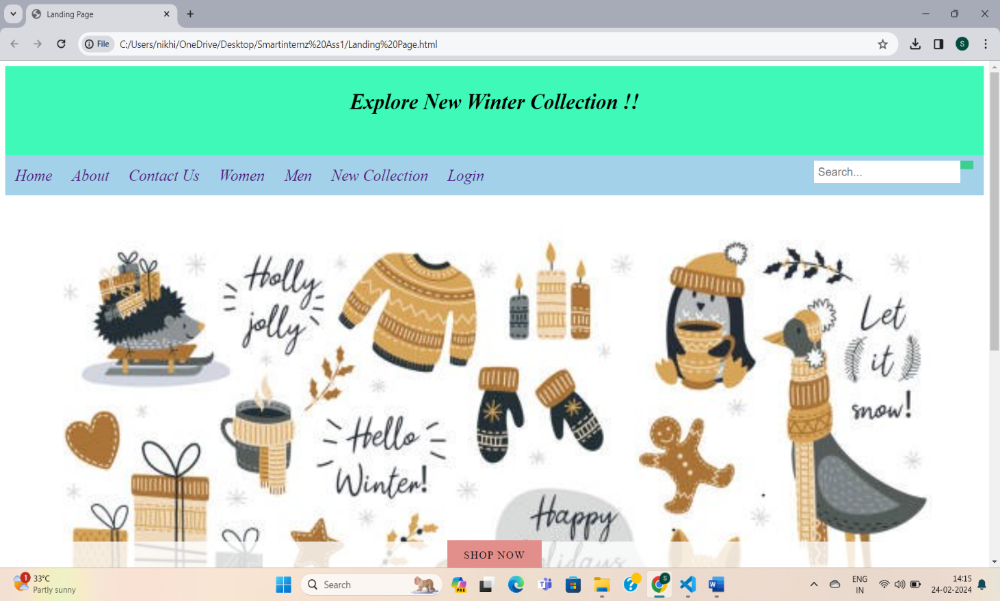 Landing Page
File
C:/Users/nikhi/OneDrive/Desktop/Smartinternz%20Ass1/Landing%20Page.html
S
Explore New Winter Collection !!
Home About Contact Us Women Men New Collection Login
Search...
Holly
jolly
Let
it
snow!
Hello
Winter!
Happy
SHOP NOW
1
33°C
Partly sunny
Search
PRE
S
ENG
IN
14:15
24-02-2024